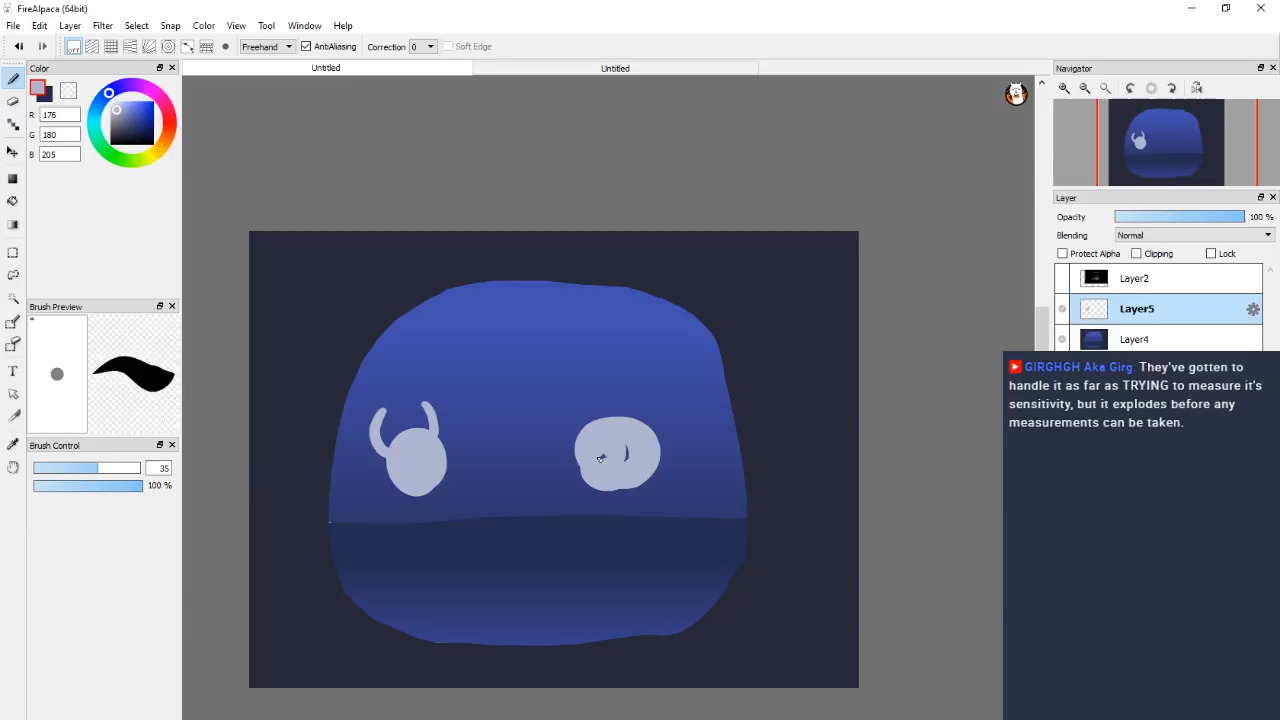 FireAlpaca (64bit)
File Edit Layer Filter Select Snap Color View Tool Window Help
off Freehand AntiAliasing Correction 0 Soft Edge
Color
Untitled
Untitled
Navigator
R 176
G 180
B 205
Layer
Opacity 100 %
Blending Normal
Protect Alpha Clipping Lock
Layer2
Brush Preview
Layer5
Layer4
GIRGHGH Aka Girg: They've gotten to
handle it as far as TRYING to measure it's
sensitivity, but it explodes before any
measurements can be taken.
Brush Control
35
100 %
T